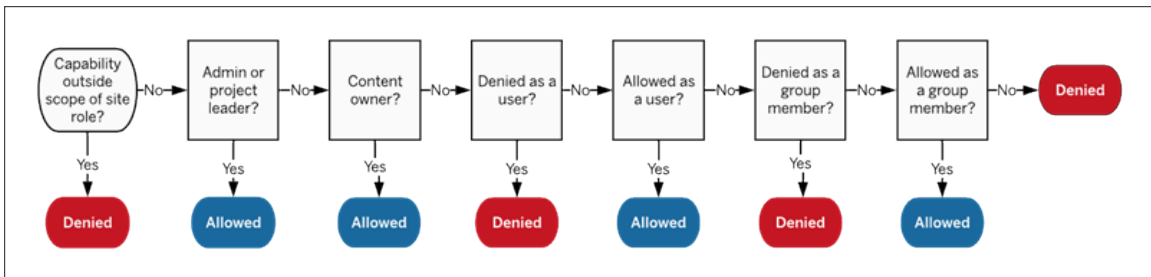 Capability
outside
scope of site
role?
No
Admin or
project
leader?
No
Content
owner?
No
Denied as a
user?
No
Allowed as
a user?
No
Denied as a
group
member?
No
Allowed as
a group
member?
No
Denied
Yes
Yes
Yes
Yes
Yes
Yes
Yes
Denied
Allowed
Allowed
Denied
Allowed
Denied
Allowed